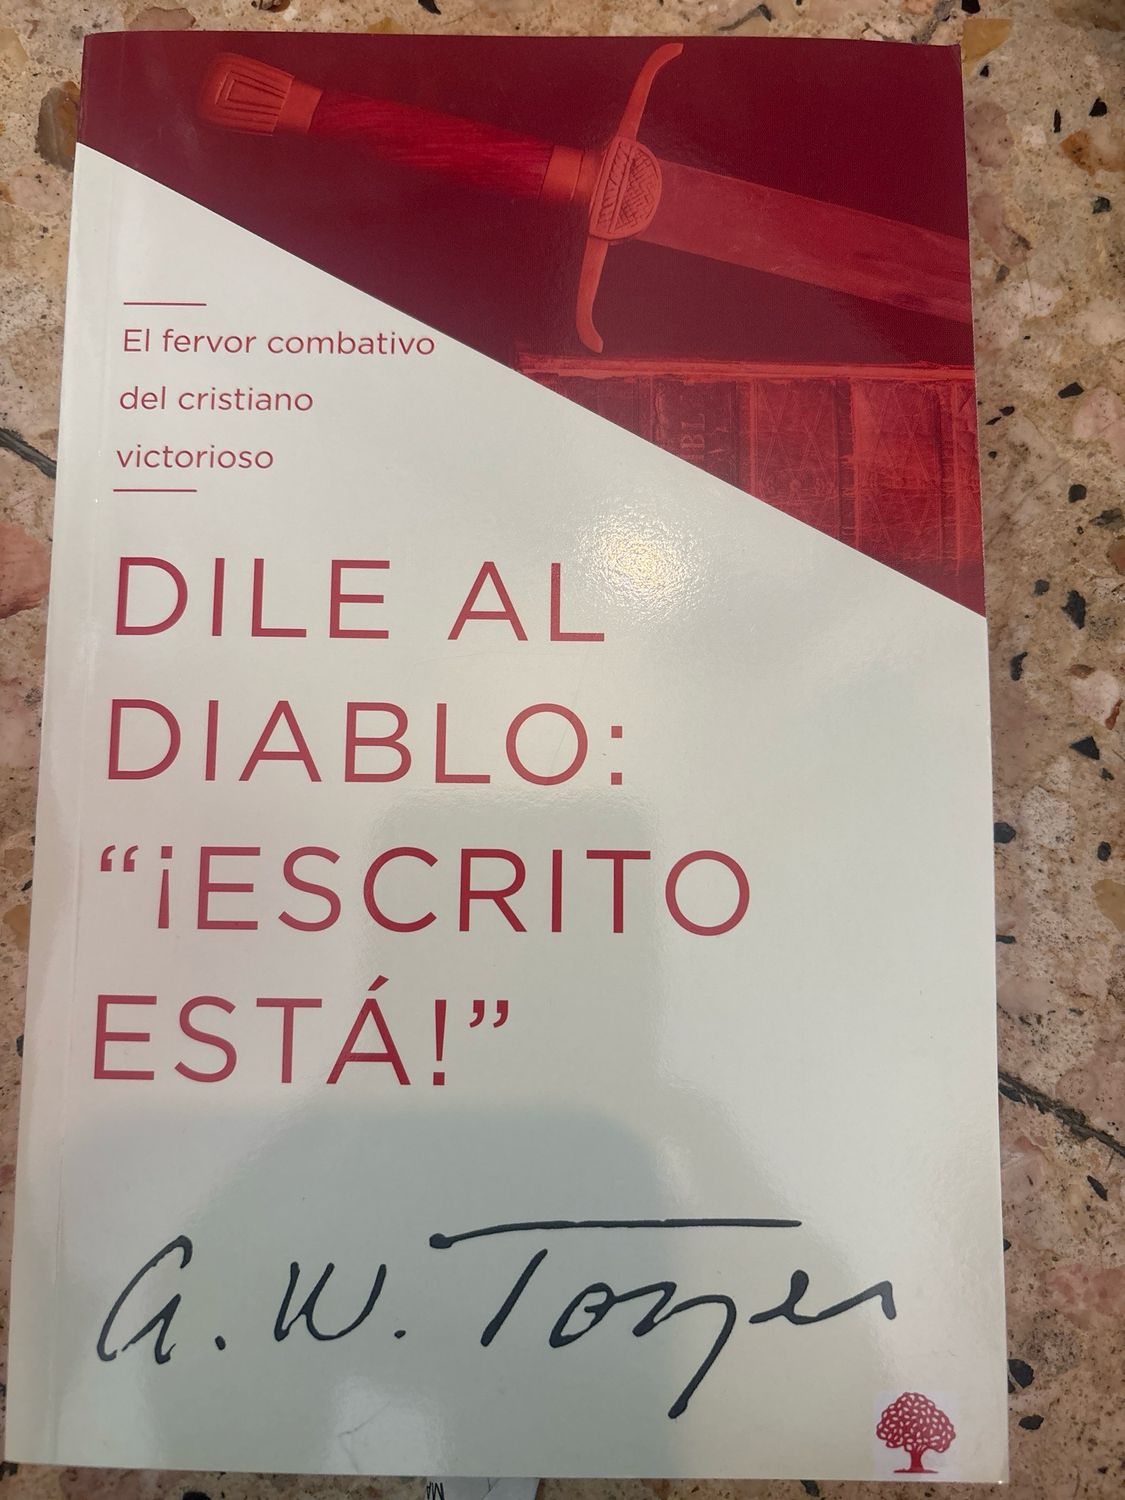 El fervor combativo
del cristiano
victorioso
DILE AL
DIABLO:
“¡ESCRITO
ESTÁ!”
A. W. Tozer